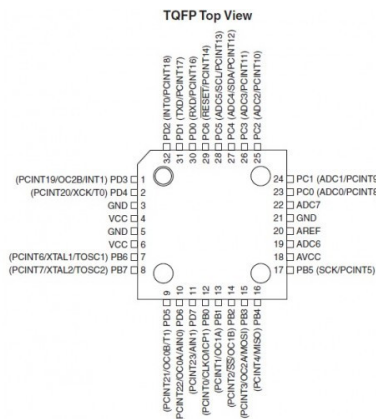 TQFP Top View
32 PD2 (INT0/PCINT18)
31 PD1 (TXD/PCINT17)
30 PD0 (RXD/PCINT16)
29 PC6 (RESET/PCINT14)
28 PC5 (ADC5/SCL/PCINT13)
27 PC4 (ADC4/SDA/PCINT12)
26 PC3 (ADC3/PCINT11)
25 PC2 (ADC2/PCINT10)
(PCINT19/OC2B/INT1) PD3 1
(PCINT20/XCK/T0) PD4 2
GND 3
VCC 4
GND 5
VCC 6
(PCINT6/XTAL1/TOSC1) PB6 7
(PCINT7/XTAL2/TOSC2) PB7 8
24 PC1 (ADC1/PCINT9
23 PC0 (ADC0/PCINT8
22 ADC7
21 GND
20 AREF
19 ADC6
18 AVCC
17 PB5 (SCK/PCINT5)
(PCINT21/OC0B/T1) PD5 9
(PCINT22/OC0A/AIN0) PD6 10
(PCINT23/AIN1) PD7 11
(PCINT0/CLKO/ICP1) PB0 12
(PCINT1/OC1A) PB1 13
(PCINT2/SS/OC1B) PB2 14
(PCINT3/OC2A/MOSI) PB3 15
(PCINT4/MISO) PB4 16